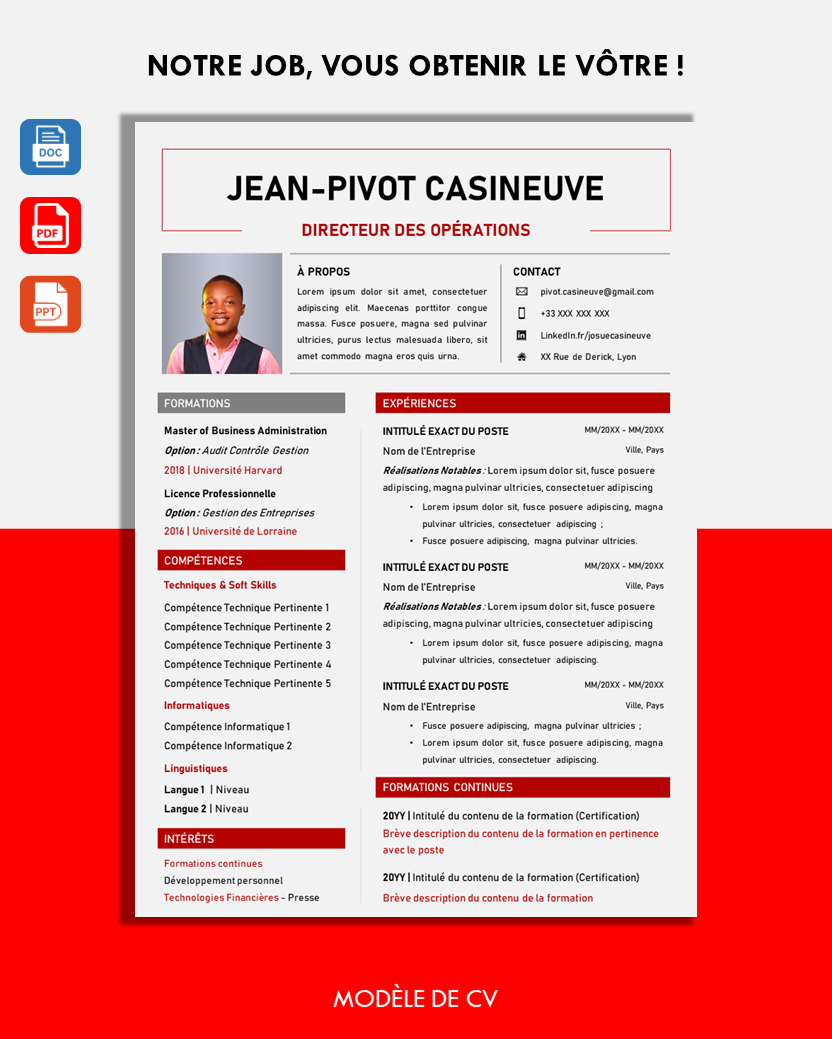 NOTRE JOB, VOUS OBTENIR LE VÔTRE !
DOC
PDF
PPT
JEAN-PIVOT CASINEUVE
DIRECTEUR DES OPÉRATIONS
À PROPOS
Lorem ipsum dolor sit amet, consectetuer
adipiscing elit. Maecenas porttitor congue
massa. Fusce posuere, magna sed pulvinar
ultricies, purus lectus malesuada libero, sit
amet commodo magna eros quis urna.
CONTACT
pivot.casineuve@gmail.com
+33 XXX XXX XXX
in
LinkedIn.fr/josuecasineuve
XX Rue de Derick, Lyon
FORMATIONS
Master of Business Administration
Option : Audit Contrôle Gestion
2018 | Université Harvard
Licence Professionnelle
Option : Gestion des Entreprises
2016 | Université de Lorraine
COMPÉTENCES
Techniques & Soft Skills
Compétence Technique Pertinente 1
Compétence Technique Pertinente 2
Compétence Technique Pertinente 3
Compétence Technique Pertinente 4
Compétence Technique Pertinente 5
Informatiques
Compétence Informatique 1
Compétence Informatique 2
Linguistiques
Langue 1 | Niveau
Langue 2 | Niveau
INTÉRÊTS
Formations continues
Développement personnel
Technologies Financières - Presse
EXPÉRIENCES
INTITULÉ EXACT DU POSTE MM/20XX - MM/20XX
Nom de l'Entreprise Ville, Pays
Réalisations Notables : Lorem ipsum dolor sit, fusce posuere
adipiscing, magna pulvinar ultricies, consectetuer adipiscing
• Lorem ipsum dolor sit, fusce posuere adipiscing, magna
pulvinar ultricies, consectetuer adipiscing ;
• Fusce posuere adipiscing, magna pulvinar ultricies.
INTITULÉ EXACT DU POSTE MM/20XX - MM/20XX
Nom de l'Entreprise Ville, Pays
Réalisations Notables : Lorem ipsum dolor sit, fusce posuere
adipiscing, magna pulvinar ultricies, consectetuer adipiscing
• Lorem ipsum dolor sit, fusce posuere adipiscing, magna
pulvinar ultricies, consectetuer adipiscing.
INTITULÉ EXACT DU POSTE MM/20XX - MM/20XX
Nom de l'Entreprise Ville, Pays
• Fusce posuere adipiscing, magna pulvinar ultricies ;
• Lorem ipsum dolor sit, fusce posuere adipiscing, magna
pulvinar ultricies, consectetuer adipiscing.
FORMATIONS CONTINUES
20YY | Intitulé du contenu de la formation (Certification)
Brève description du contenu de la formation en pertinence
avec le poste
20YY | Intitulé du contenu de la formation (Certification)
Brève description du contenu de la formation
MODÈLE DE CV